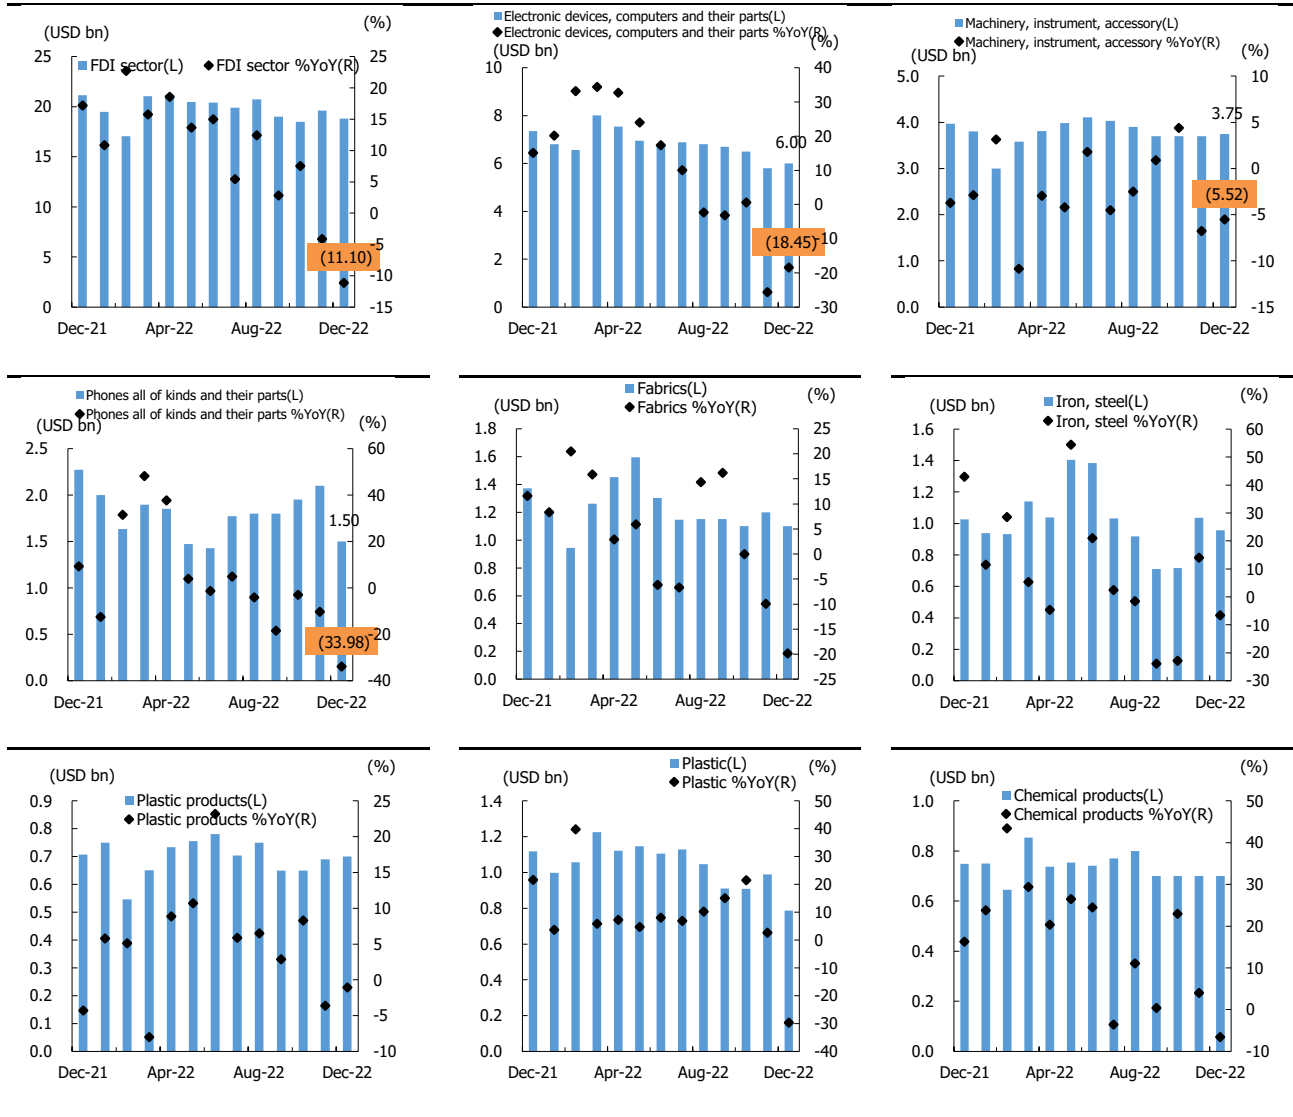 (USD bn)
(%)
FDI sector(L)
FDI sector %YoY(R)
25
20
15
10
5
0
25
20
15
10
5
0
-5
-10
-15
(11.10)
Dec-21
Apr-22
Aug-22
Dec-22
Electronic devices, computers and their parts(L)
Electronic devices, computers and their parts %YoY(R)
(USD bn)
(%)
10
8
6
4
2
0
40
30
20
10
0
-10
-20
-30
6.00
(18.45)
Dec-21
Apr-22
Aug-22
Dec-22
Machinery, instrument, accessory(L)
Machinery, instrument, accessory %YoY(R)
(USD bn)
(%)
5.0
4.0
3.0
2.0
1.0
0.0
10
5
0
-5
-10
-15
3.75
(5.52)
Dec-21
Apr-22
Aug-22
Dec-22
Phones all of kinds and their parts(L)
Phones all of kinds and their parts %YoY(R)
(USD bn)
(%)
2.5
2.0
1.5
1.0
0.5
0.0
60
40
20
0
-20
-40
1.50
(33.98)
Dec-21
Apr-22
Aug-22
Dec-22
Fabrics(L)
Fabrics %YoY(R)
(USD bn)
(%)
1.8
1.6
1.4
1.2
1.0
0.8
0.6
0.4
0.2
0.0
25
20
15
10
5
0
-5
-10
-15
-20
-25
Dec-21
Apr-22
Aug-22
Dec-22
Iron, steel(L)
Iron, steel %YoY(R)
(USD bn)
(%)
1.6
1.4
1.2
1.0
0.8
0.6
0.4
0.2
0.0
60
50
40
30
20
10
0
-10
-20
-30
Dec-21
Apr-22
Aug-22
Dec-22
(USD bn)
(%)
Plastic products(L)
Plastic products %YoY(R)
0.9
0.8
0.7
0.6
0.5
0.4
0.3
0.2
0.1
0.0
25
20
15
10
5
0
-5
-10
Dec-21
Apr-22
Aug-22
Dec-22
Plastic(L)
Plastic %YoY(R)
(USD bn)
(%)
1.4
1.2
1.0
0.8
0.6
0.4
0.2
0.0
50
40
30
20
10
0
-10
-20
-30
-40
Dec-21
Apr-22
Aug-22
Dec-22
(USD bn)
(%)
Chemical products(L)
Chemical products %YoY(R)
1.0
0.8
0.6
0.4
0.2
0.0
50
40
30
20
10
0
-10
Dec-21
Apr-22
Aug-22
Dec-22